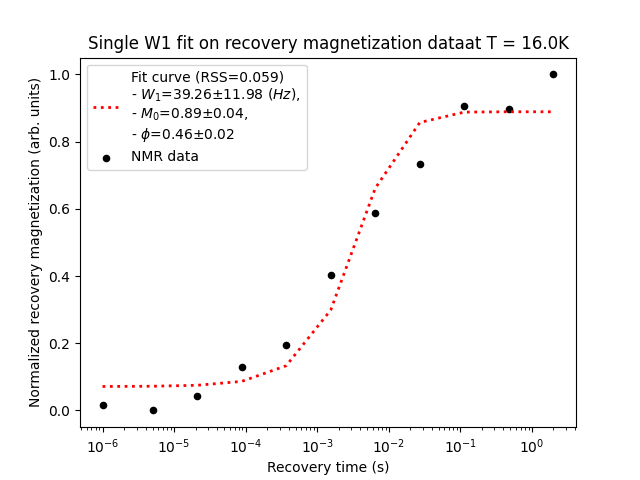 Single W1 fit on recovery magnetization dataat T = 16.0K
Normalized recovery magnetization (arb. units)
1.0
0.8
0.6
0.4
0.2
0.0
Fit curve (RSS=0.059)
- W₁=39.26±11.98 (Hz),
- M₀=0.89±0.04,
- ϕ=0.46±0.02
NMR data
10⁻⁶ 10⁻⁵ 10⁻⁴ 10⁻³ 10⁻² 10⁻¹ 10⁰
Recovery time (s)